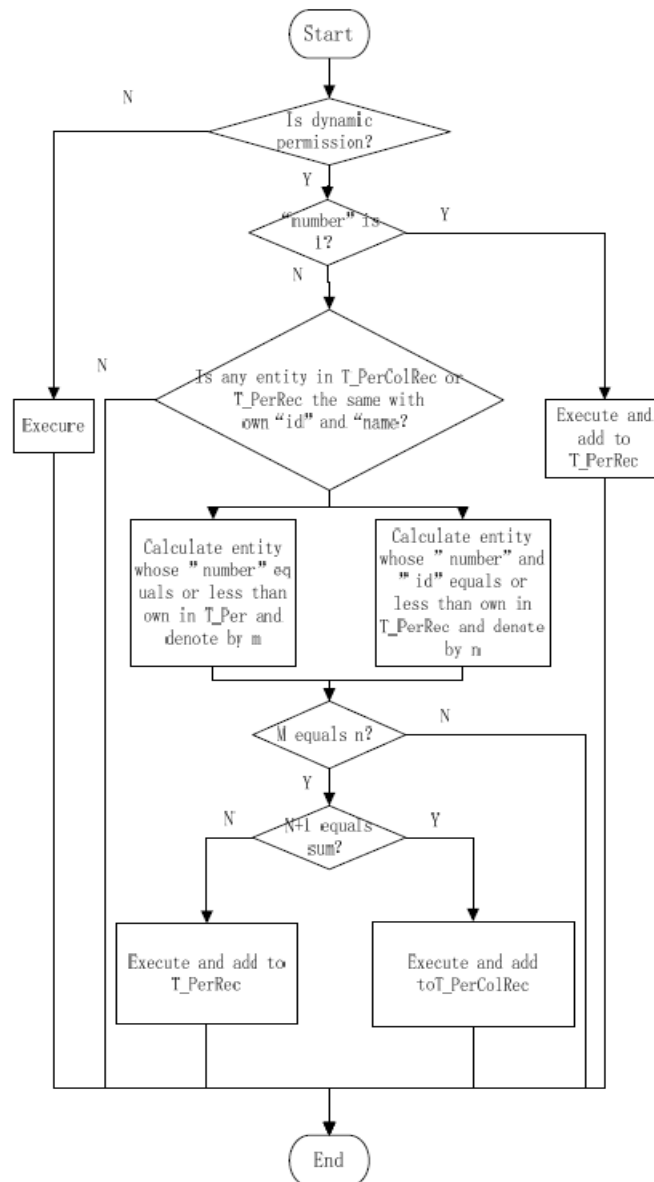 Start
N
Is dynamic
permission?
Y
“number” is
1?
Y
N
N
Is any entity in T_PerColRec or
T_PerRec the same with
own “id” and “name?
Execure
Execute and
add to
T_PerRec
Calculate entity
whose ” number” eq
uals or less than
own in T_Per and
denote by m
Calculate entity
whose ” number” and
” id” equals or
less than own in
T_PerRec and denote
by n
N
M equals n?
Y
N
N+1 equals
sum?
Y
Execute and add to
T_PerRec
Execute and add
toT_PerColRec
End